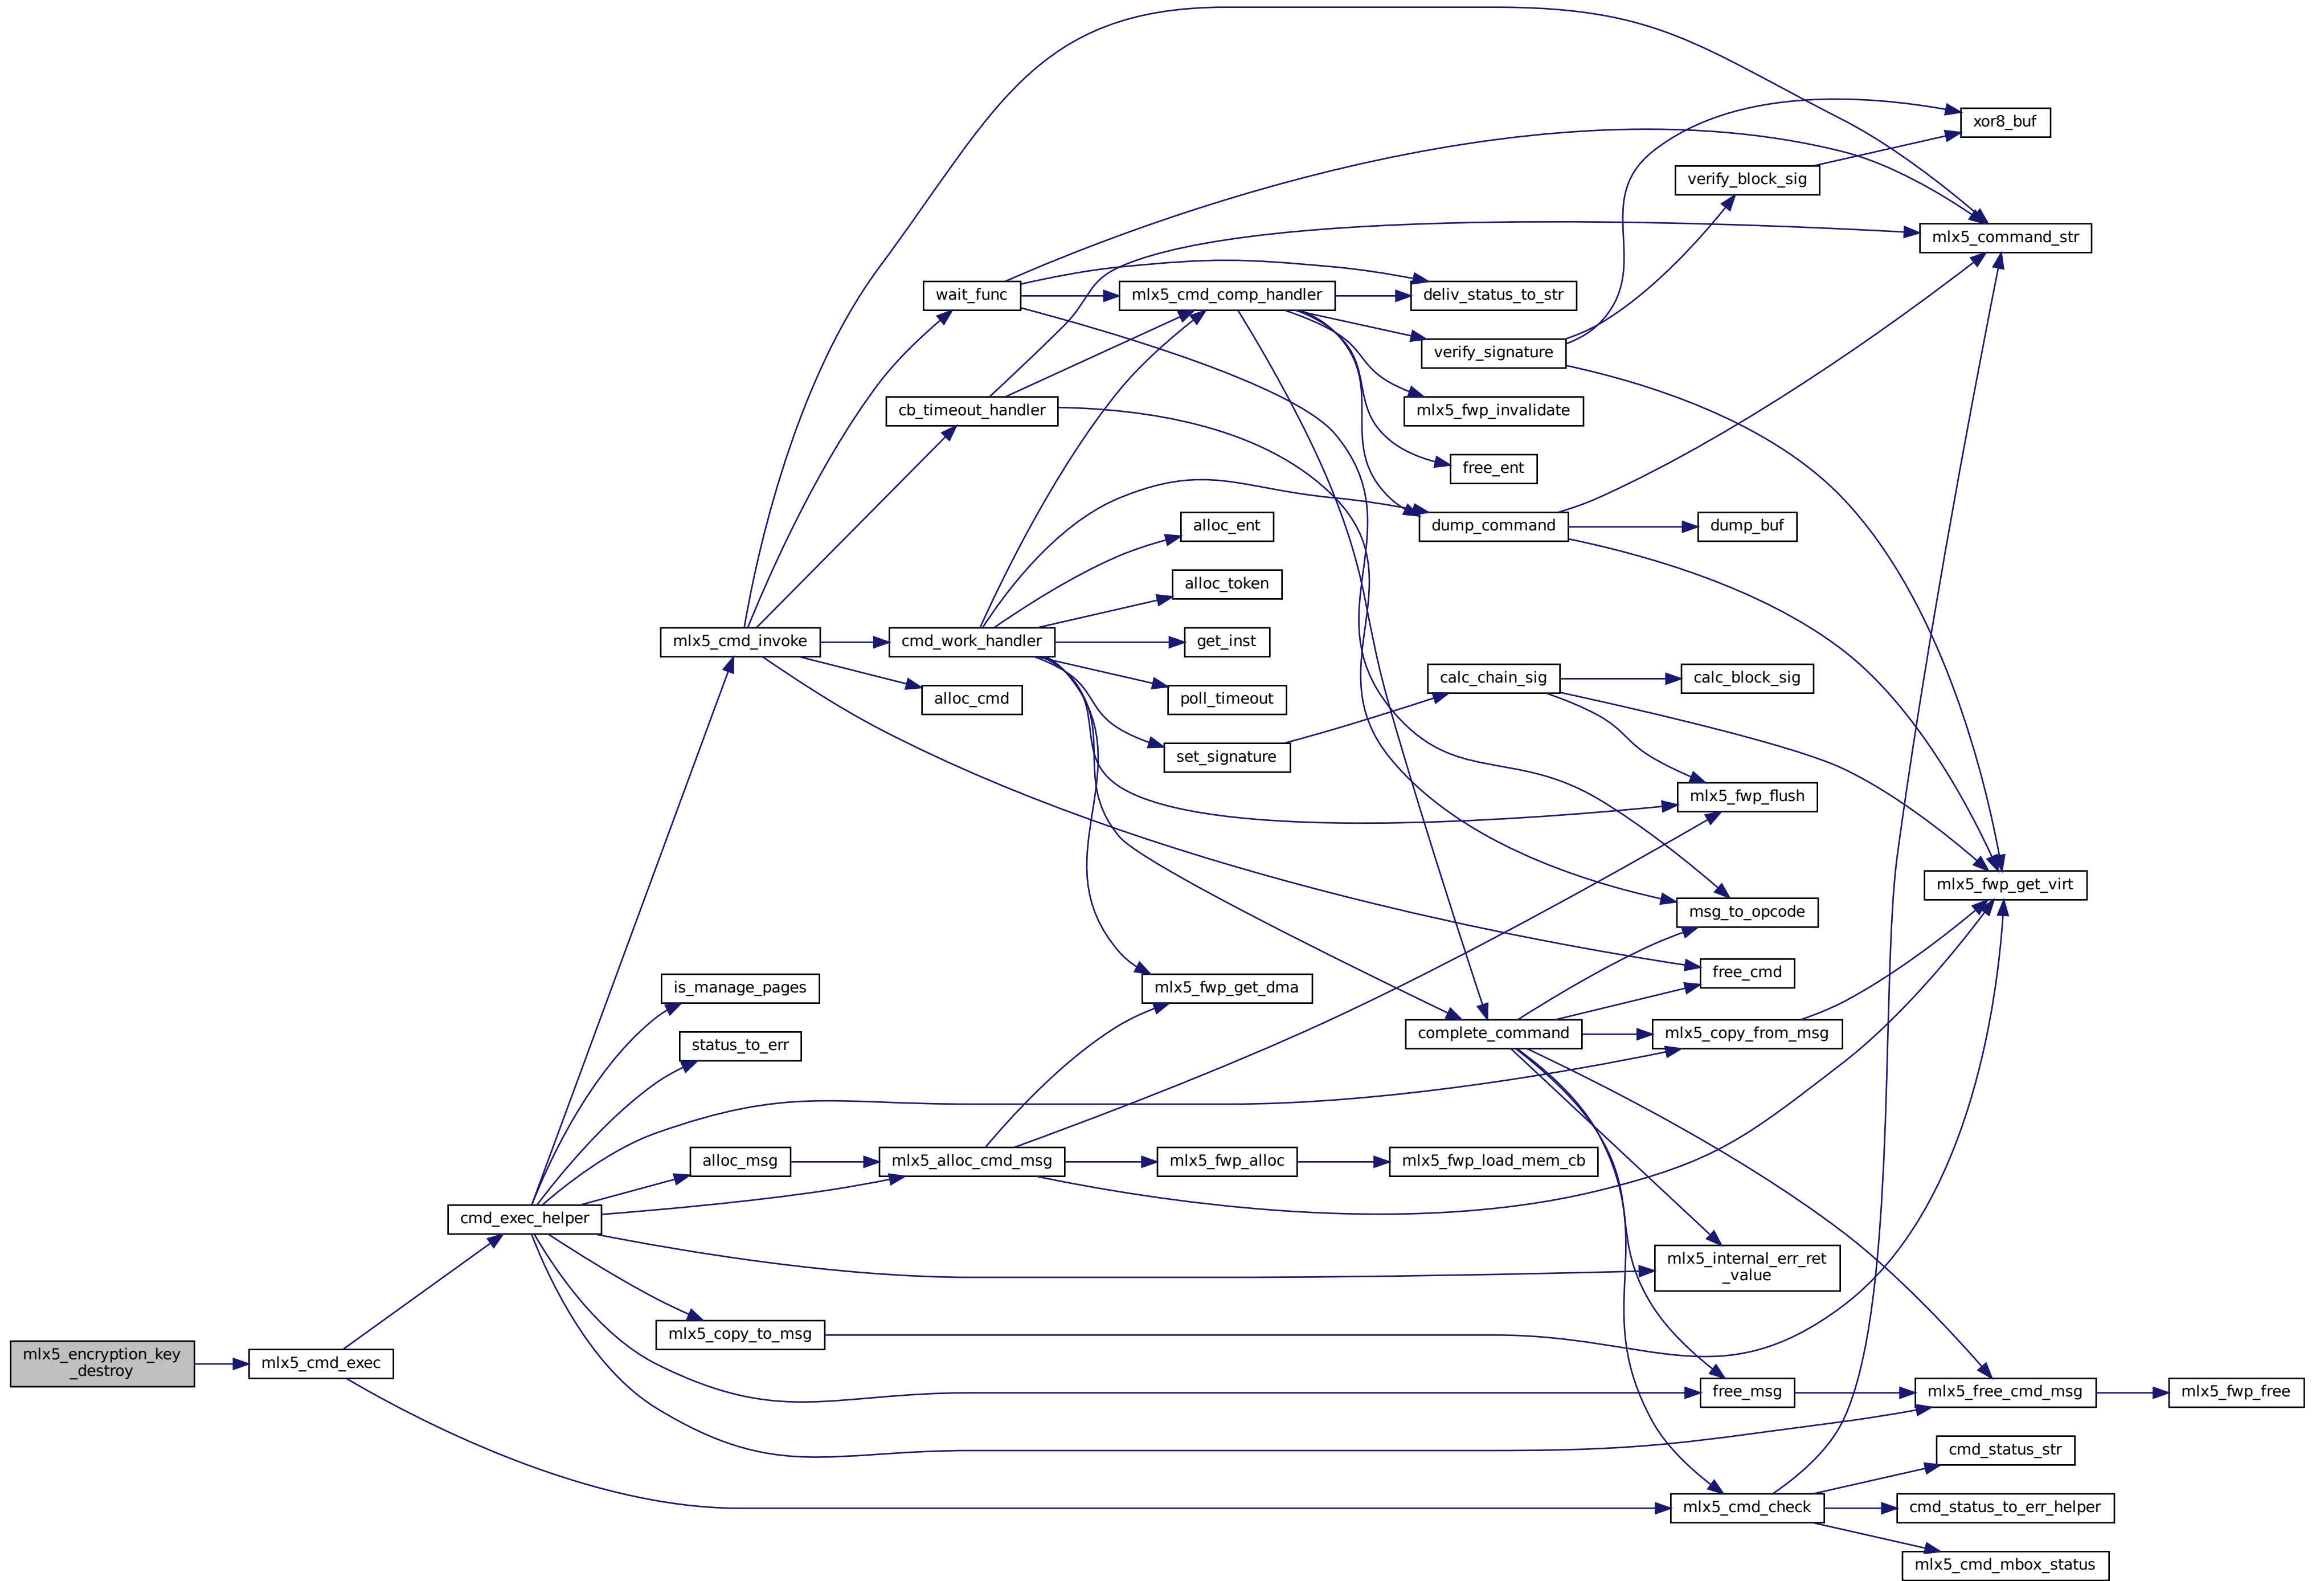 xor8_buf
verify_block_sig
mlx5_command_str
wait_func
mlx5_cmd_comp_handler
deliv_status_to_str
verify_signature
cb_timeout_handler
mlx5_fwp_invalidate
free_ent
alloc_ent
dump_command
dump_buf
alloc_token
mlx5_cmd_invoke
cmd_work_handler
get_inst
calc_chain_sig
calc_block_sig
alloc_cmd
poll_timeout
set_signature
mlx5_fwp_flush
mlx5_fwp_get_virt
msg_to_opcode
free_cmd
is_manage_pages
mlx5_fwp_get_dma
status_to_err
complete_command
mlx5_copy_from_msg
alloc_msg
mlx5_alloc_cmd_msg
mlx5_fwp_alloc
mlx5_fwp_load_mem_cb
cmd_exec_helper
mlx5_internal_err_ret
_value
mlx5_copy_to_msg
mlx5_encryption_key
_destroy
mlx5_cmd_exec
free_msg
mlx5_free_cmd_msg
mlx5_fwp_free
cmd_status_str
mlx5_cmd_check
cmd_status_to_err_helper
mlx5_cmd_mbox_status